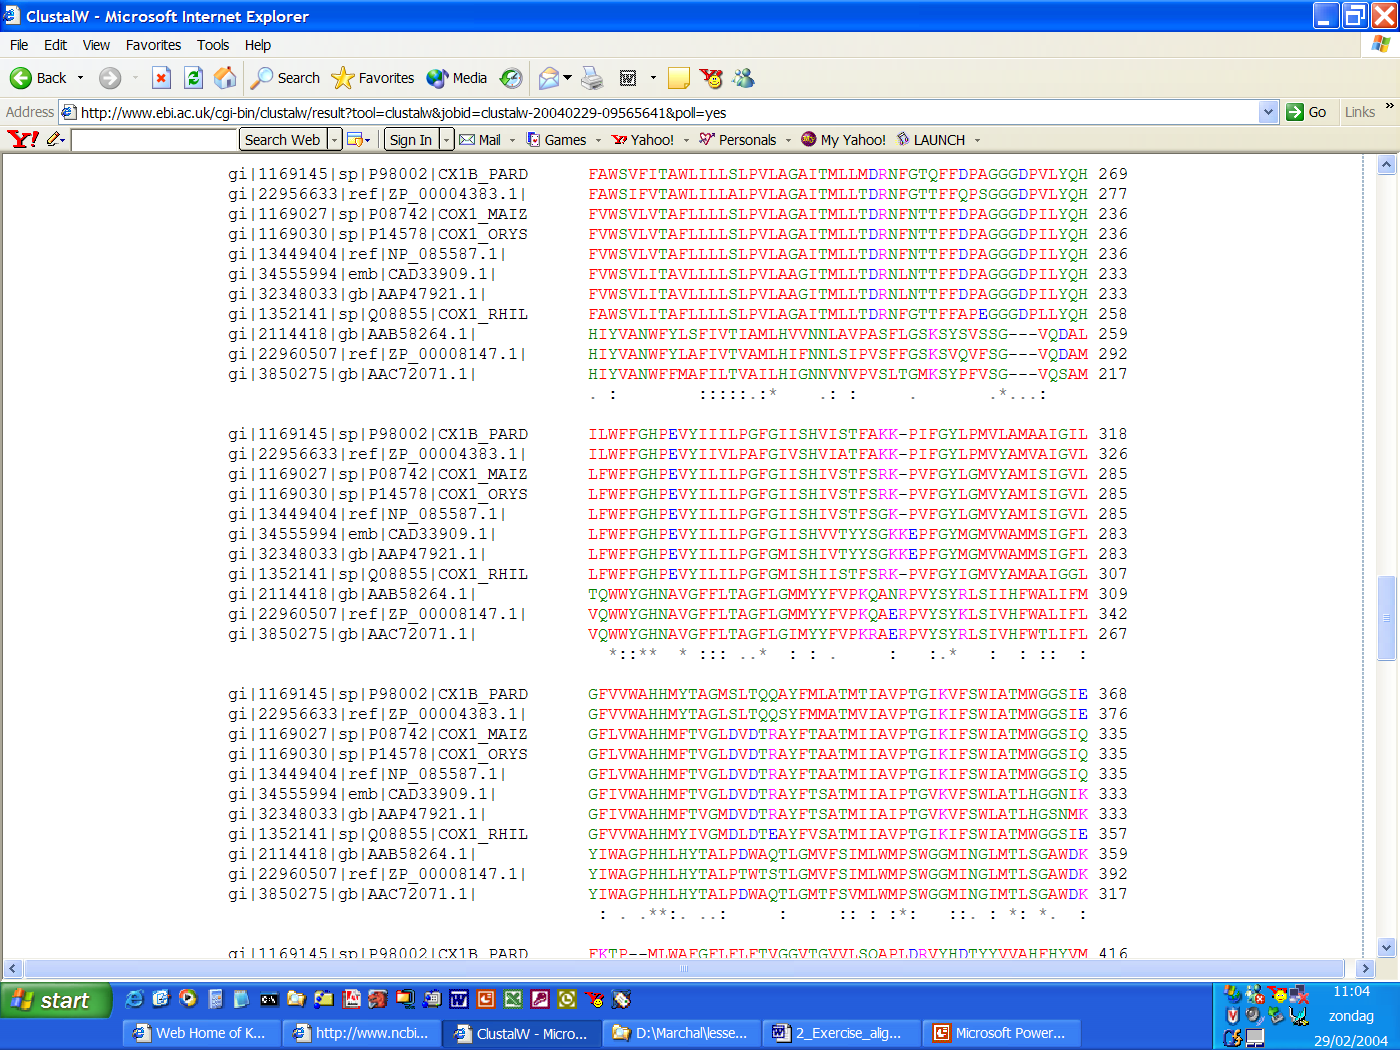 ClustalW - Microsoft Internet Explorer
File Edit View Favorites Tools Help
Back Search Favorites Media
Address http://www.ebi.ac.uk/cgi-bin/clustalw/result?tool=clustalw&jobid=clustalw-20040229-09565641&poll=yes Go Links »
Y! Search Web Sign In Mail Games Yahoo! Personals My Yahoo! LAUNCH
gi|1169145|sp|P98002|CX1B_PARD FAWSVFITAWLILLSLPVLAGAITMLLMDRNFGTQFFDPAGGGDPVLYQH 269
gi|22956633|ref|ZP_00004383.1| FAWSIFVTAWLILLALPVLAGAITMLLTDRNFGTTFFQPSGGGDPVLYQH 277
gi|1169027|sp|P08742|COX1_MAIZ FVWSVLVTAFLLLLSLPVLAGAITMLLTDRNFNTTFFDPAGGGDPILYQH 236
gi|1169030|sp|P14578|COX1_ORYS FVWSVLVTAFLLLLSLPVLAGAITMLLTDRNFNTTFFDPAGGGDPILYQH 236
gi|13449404|ref|NP_085587.1| FVWSVLVTAFLLLLSLPVLAGAITMLLTDRNFNTTFFDPAGGGDPILYQH 236
gi|34555994|emb|CAD33909.1| FVWSVLITAVLLLLSLPVLAAGITMLLTDRNLNTTFFDPAGGGDPILYQH 233
gi|32348033|gb|AAP47921.1| FVWSVLITAVLLLLSLPVLAAGITMLLTDRNLNTTFFDPAGGGDPILYQH 233
gi|1352141|sp|Q08855|COX1_RHIL FAWSVLITAFLLLLSLPVLAGAITMLLTDRNFGTTFFAPEGGGDPLLYQH 258
gi|2114418|gb|AAB58264.1| HIYVANWFYLSFIVTIAMLHVVNNLAVPASFLGSKSYSVSSG---VQDAL 259
gi|22960507|ref|ZP_00008147.1| HIYVANWFYLAFIVTVAMLHIFNNLSIPVSFFGSKSVQVFSG---VQDAM 292
gi|3850275|gb|AAC72071.1| HIYVANWFFMAFILTVAILHIGNNVNVPVSLTGMKSYPFVSG---VQSAM 217
. : :::::.:* .: : . .*...:
gi|1169145|sp|P98002|CX1B_PARD ILWFFGHPEVYIIILPGFGIISHVISTFAKK-PIFGYLPMVLAMAAIGIL 318
gi|22956633|ref|ZP_00004383.1| ILWFFGHPEVYIIVLPAFGIVSHVIATFAKK-PIFGYLPMVYAMVAIGVL 326
gi|1169027|sp|P08742|COX1_MAIZ LFWFFGHPEVYILILPGFGIISHIVSTFSRK-PVFGYLGMVYAMISIGVL 285
gi|1169030|sp|P14578|COX1_ORYS LFWFFGHPEVYILILPGFGIISHIVSTFSRK-PVFGYLGMVYAMISIGVL 285
gi|13449404|ref|NP_085587.1| LFWFFGHPEVYILILPGFGIISHIVSTFSGK-PVFGYLGMVYAMISIGVL 285
gi|34555994|emb|CAD33909.1| LFWFFGHPEVYILILPGFGIISHVVTYYSGKKEPFGYMGMVWAMMSIGFL 283
gi|32348033|gb|AAP47921.1| LFWFFGHPEVYILILPGFGMISHVVTYYSGKKEPFGYMGMVWAMMSIGFL 283
gi|1352141|sp|Q08855|COX1_RHIL LFWFFGHPEVYILILPGFGMISHIISTFSRK-PVFGYIGMVYAMAAIGGL 307
gi|2114418|gb|AAB58264.1| TQWWYGHNAVGFFLTAGFLGMMYYFVPKQANRPVYSYRLSIIHFWALIFM 309
gi|22960507|ref|ZP_00008147.1| VQWWYGHNAVGFFLTAGFLGMMYYFVPKQAERPVYSYKLSIVHFWALIFL 342
gi|3850275|gb|AAC72071.1| VQWWYGHNAVGFFLTAGFLGIMYYFVPKRAERPVYSYRLSIVHFWTLIFL 267
*::** * ::: ..* : : . : :.* : : :: :
gi|1169145|sp|P98002|CX1B_PARD GFVVWAHHMYTAGMSLTQQAYFMLATMTIAVPTGIKVFSWIATMWGGSIE 368
gi|22956633|ref|ZP_00004383.1| GFVVWAHHMYTAGLSLTQQSYFMMATMVIAVPTGIKIFSWIATMWGGSIE 376
gi|1169027|sp|P08742|COX1_MAIZ GFLVWAHHMFTVGLDVDTRAYFTAATMIIAVPTGIKIFSWIATMWGGSIQ 335
gi|1169030|sp|P14578|COX1_ORYS GFLVWAHHMFTVGLDVDTRAYFTAATMIIAVPTGIKIFSWIATMWGGSIQ 335
gi|13449404|ref|NP_085587.1| GFLVWAHHMFTVGLDVDTRAYFTAATMIIAVPTGIKIFSWIATMWGGSIQ 335
gi|34555994|emb|CAD33909.1| GFIVWAHHMFTVGMDVDTRAYFTSATMIIAIPTGVKVFSWLATLHGGNIK 333
gi|32348033|gb|AAP47921.1| GFIVWAHHMFTVGMDVDTRAYFTSATMIIAIPTGVKVFSWLATLHGSNMK 333
gi|1352141|sp|Q08855|COX1_RHIL GFVVWAHHMYIVGMDLDTEAYFVSATMIIAVPTGIKIFSWIATMWGGSIE 357
gi|2114418|gb|AAB58264.1| YIWAGPHHLHYTALPDWAQTLGMVFSIMLWMPSWGGMINGLMTLSGAWDK 359
gi|22960507|ref|ZP_00008147.1| YIWAGPHHLHYTALPTWTSTLGMVFSIMLWMPSWGGMINGLMTLSGAWDK 392
gi|3850275|gb|AAC72071.1| YIWAGPHHLHYTALPDWAQTLGMTFSVMLWMPSWGGMINGIMTLSGAWDK 317
: . .**:. ..: : :: : :*: ::. : *: *. :
gi|1169145|sp|P98002|CX1B_PARD FKTP--MLWAFGFLFLFTVGGVTGVVLSQAPLDRVYHDTYYVVAHFHYVM 416
start 11:04
zondag
Web Home of K... http://www.ncbi... ClustalW - Micro... D:\Marchal\lesse... 2_Exercise_alig... Microsoft Power... 29/02/2004